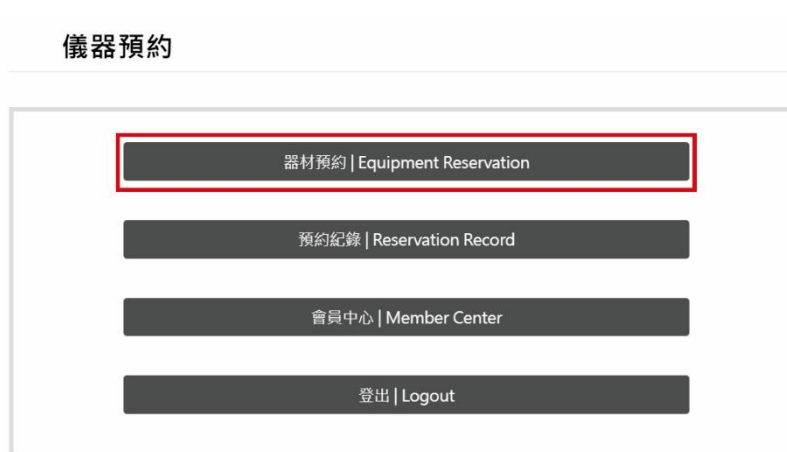 儀器預約
器材預約 | Equipment Reservation
預約紀錄 | Reservation Record
會員中心 | Member Center
登出 | Logout